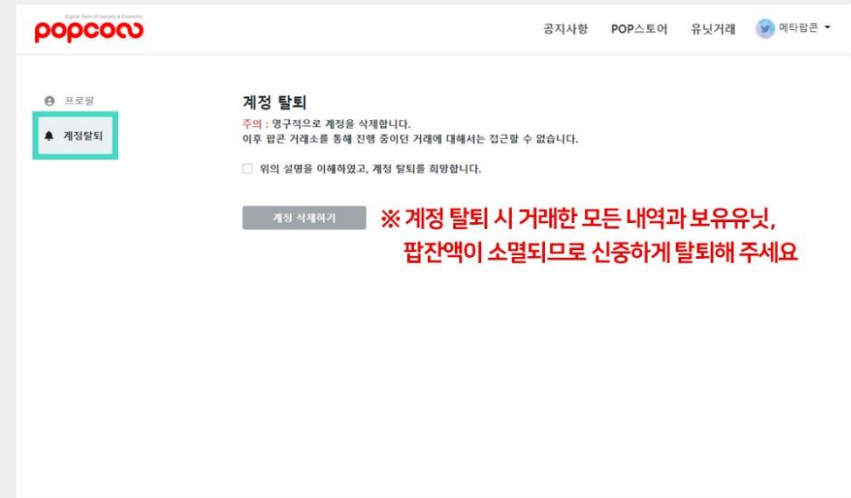 Digital Twin of Society & Economy
popcon
공지사항 POP스토어 유닛거래 메타팝콘
프로필
계정탈퇴
계정 탈퇴
주의 : 영구적으로 계정을 삭제합니다.
이후 팝콘 거래소를 통해 진행 중이던 거래에 대해서는 접근할 수 없습니다.
위의 설명을 이해하였고, 계정 탈퇴를 희망합니다.
계정 삭제하기
※ 계정 탈퇴 시 거래한 모든 내역과 보유유닛,
팝잔액이 소멸되므로 신중하게 탈퇴해 주세요